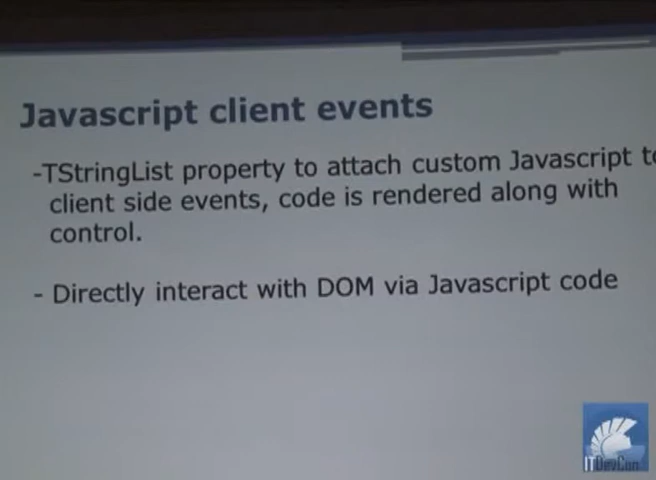 Javascript client events
-TStringList property to attach custom Javascript to
client side events, code is rendered along with
control.
- Directly interact with DOM via Javascript code
ITDevCon